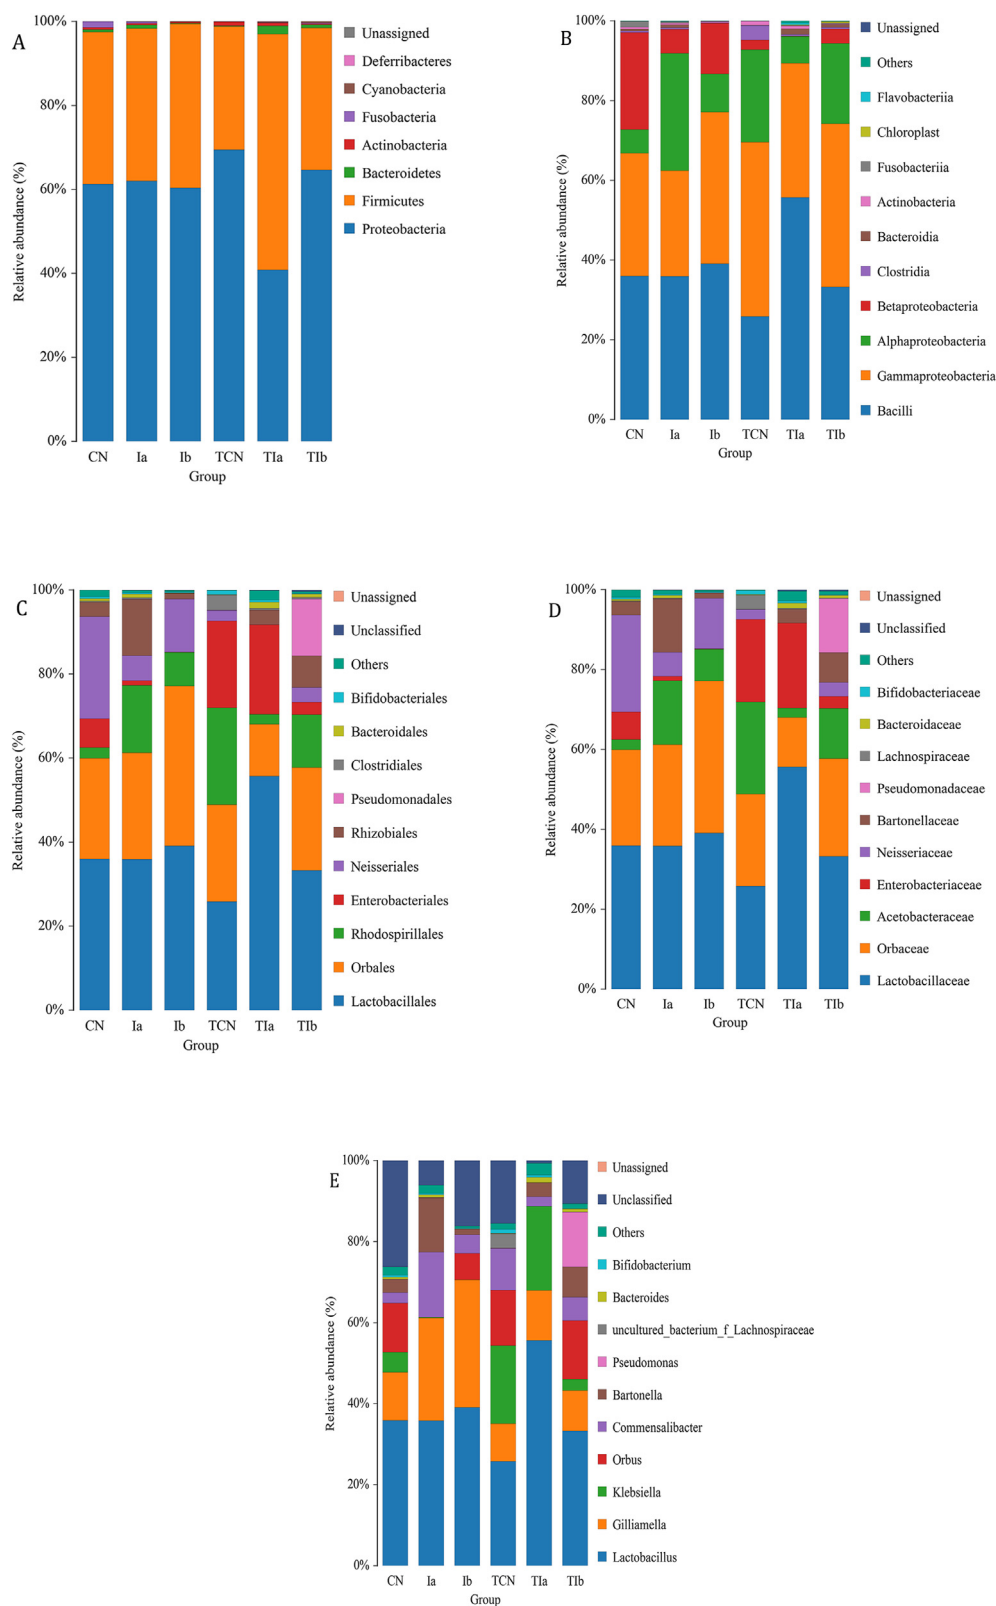 A
100%
80%
60%
40%
20%
0%
Relative abundance (%)
CN Ia Ib TCN TIa TIb
Group
Unassigned
Deferribacteres
Cyanobacteria
Fusobacteria
Actinobacteria
Bacteroidetes
Firmicutes
Proteobacteria
B
100%
80%
60%
40%
20%
0%
Relative abundance (%)
CN Ia Ib TCN TIa TIb
Group
Unassigned
Others
Flavobacteriia
Chloroplast
Fusobacteriia
Actinobacteria
Bacteroidia
Clostridia
Betaproteobacteria
Alphaproteobacteria
Gammaproteobacteria
Bacilli
C
100%
80%
60%
40%
20%
0%
Relative abundance (%)
CN Ia Ib TCN TIa TIb
Group
Unassigned
Unclassified
Others
Bifidobacteriales
Bacteroidales
Clostridiales
Pseudomonadales
Rhizobiales
Neisseriales
Enterobacteriales
Rhodospirillales
Orbales
Lactobacillales
D
100%
80%
60%
40%
20%
0%
Relative abundance (%)
CN Ia Ib TCN TIa TIb
Group
Unassigned
Unclassified
Others
Bifidobacteriaceae
Bacteroidaceae
Lachnospiraceae
Pseudomonadaceae
Bartonellaceae
Neisseriaceae
Enterobacteriaceae
Acetobacteraceae
Orbaceae
Lactobacillaceae
E
100%
80%
60%
40%
20%
0%
Relative abundance (%)
CN Ia Ib TCN TIa TIb
Group
Unassigned
Unclassified
Others
Bifidobacterium
Bacteroides
uncultured_bacterium_f_Lachnospiraceae
Pseudomonas
Bartonella
Commensalibacter
Orbus
Klebsiella
Gilliamella
Lactobacillus